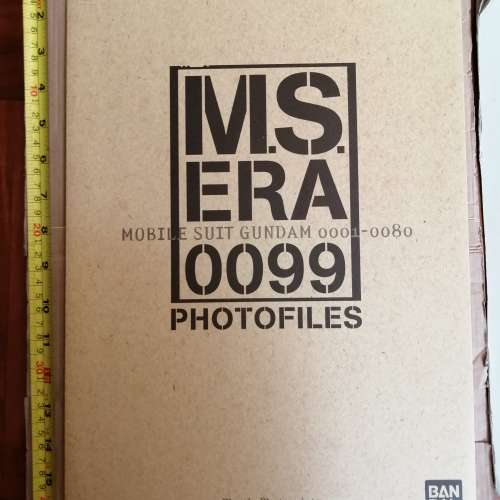 M.S.
ERA
MOBILE SUIT GUNDAM 0001-0080
0099
PHOTOFILES
BAN